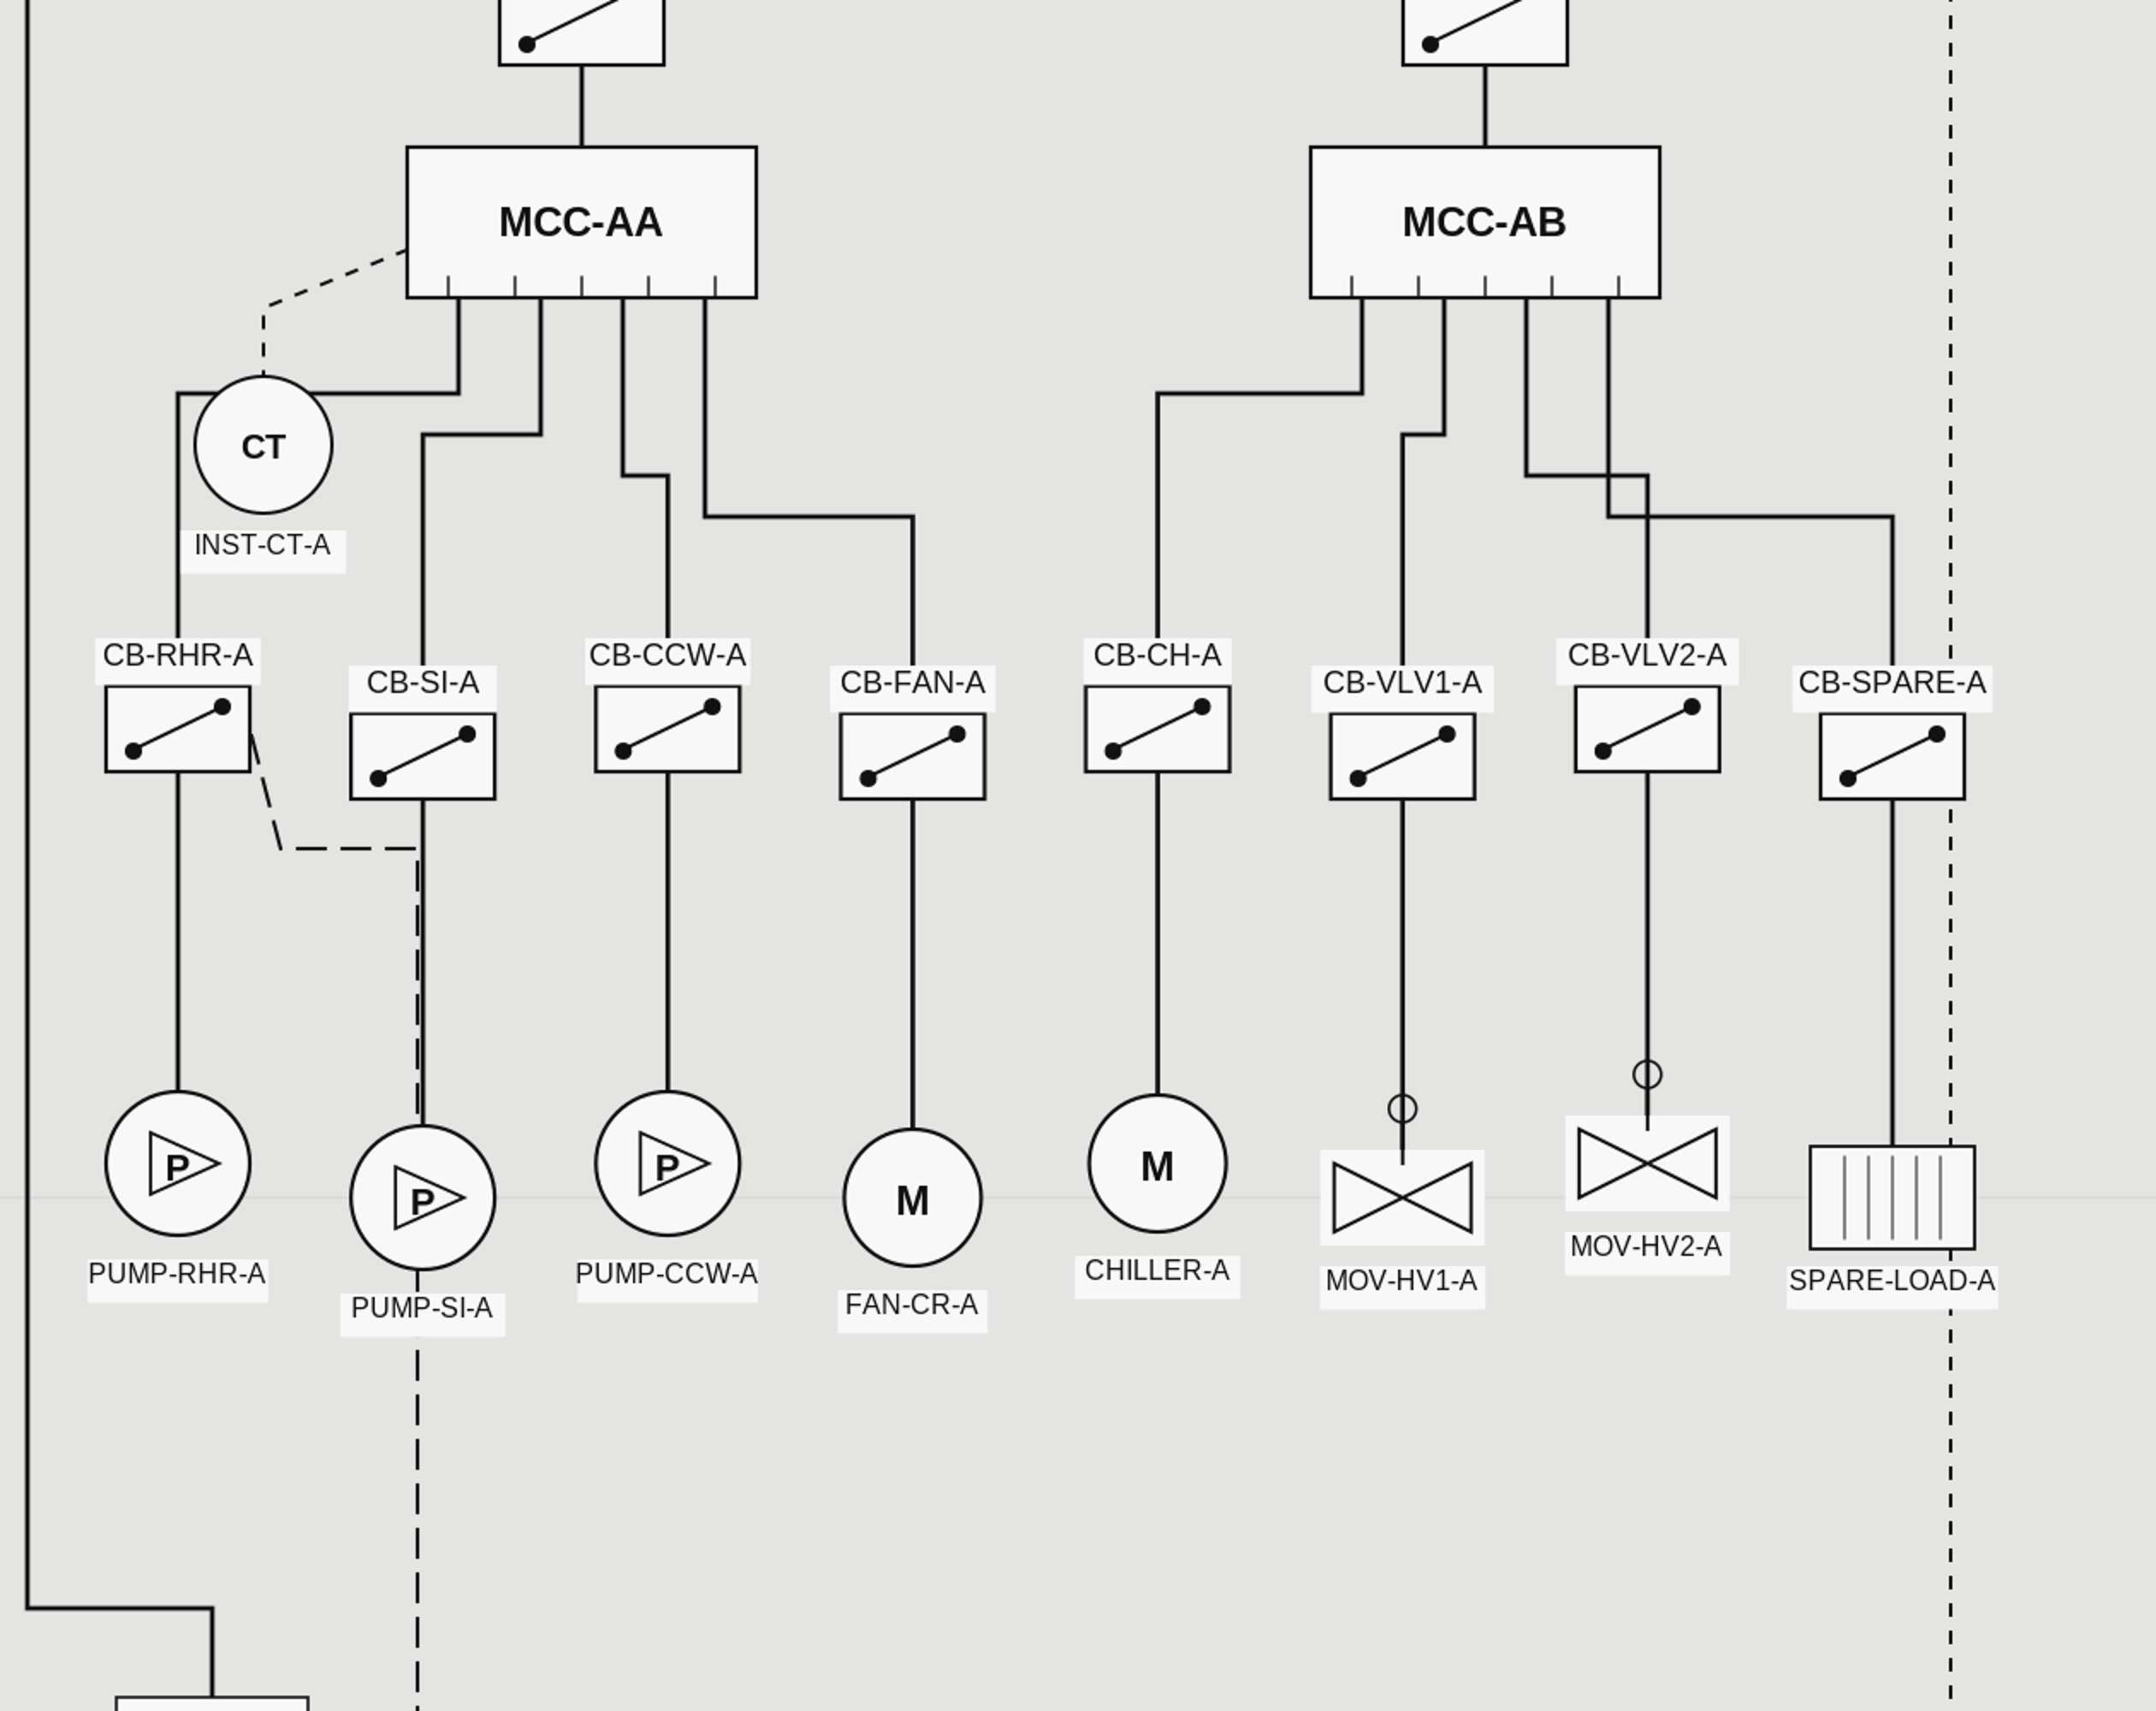 MCC-AA
MCC-AB
CT
INST-CT-A
CB-RHR-A
CB-SI-A
CB-CCW-A
CB-FAN-A
CB-CH-A
CB-VLV1-A
CB-VLV2-A
CB-SPARE-A
P
P
P
M
M
PUMP-RHR-A
PUMP-SI-A
PUMP-CCW-A
FAN-CR-A
CHILLER-A
MOV-HV1-A
MOV-HV2-A
SPARE-LOAD-A